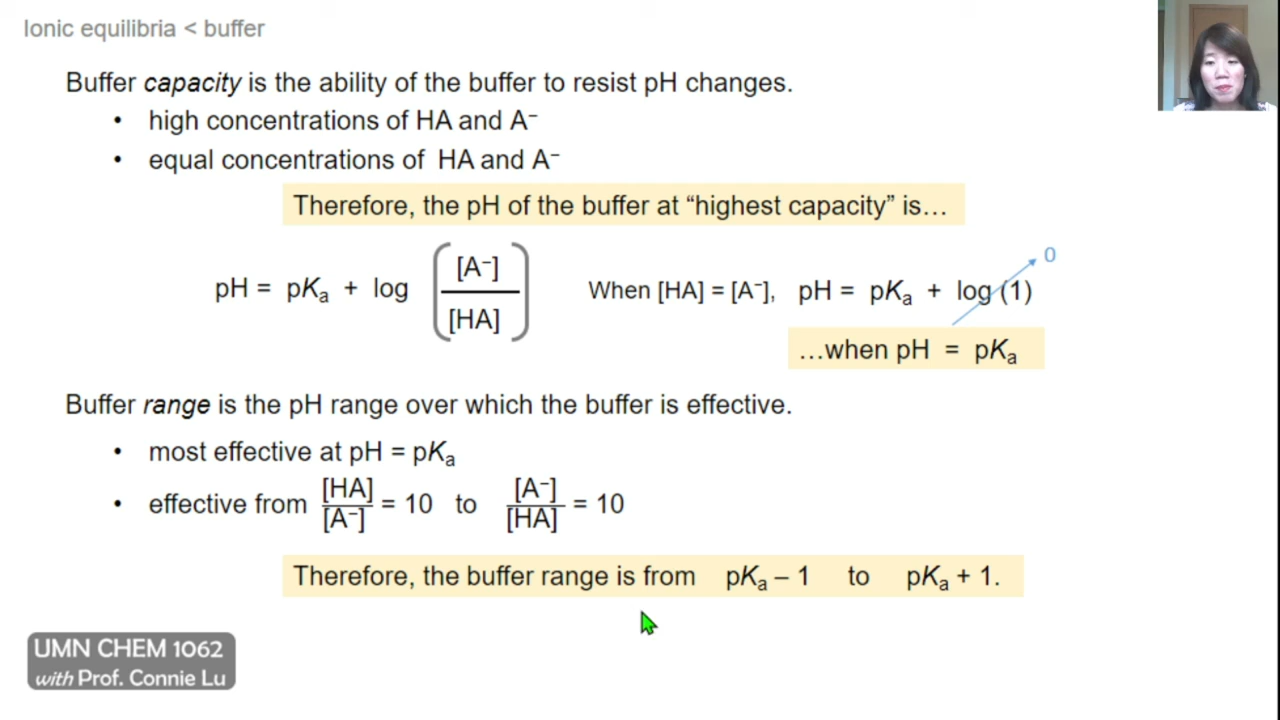 Ionic equilibria < buffer
Buffer capacity is the ability of the buffer to resist pH changes.
• high concentrations of HA and A⁻
• equal concentrations of HA and A⁻
Therefore, the pH of the buffer at “highest capacity” is…
pH = pKₐ + log ([A⁻] / [HA])
When [HA] = [A⁻], pH = pKₐ + log (1) 0
…when pH = pKₐ
Buffer range is the pH range over which the buffer is effective.
• most effective at pH = pKₐ
• effective from [HA]/[A⁻] = 10 to [A⁻]/[HA] = 10
Therefore, the buffer range is from pKₐ – 1 to pKₐ + 1.
UMN CHEM 1062
with Prof. Connie Lu